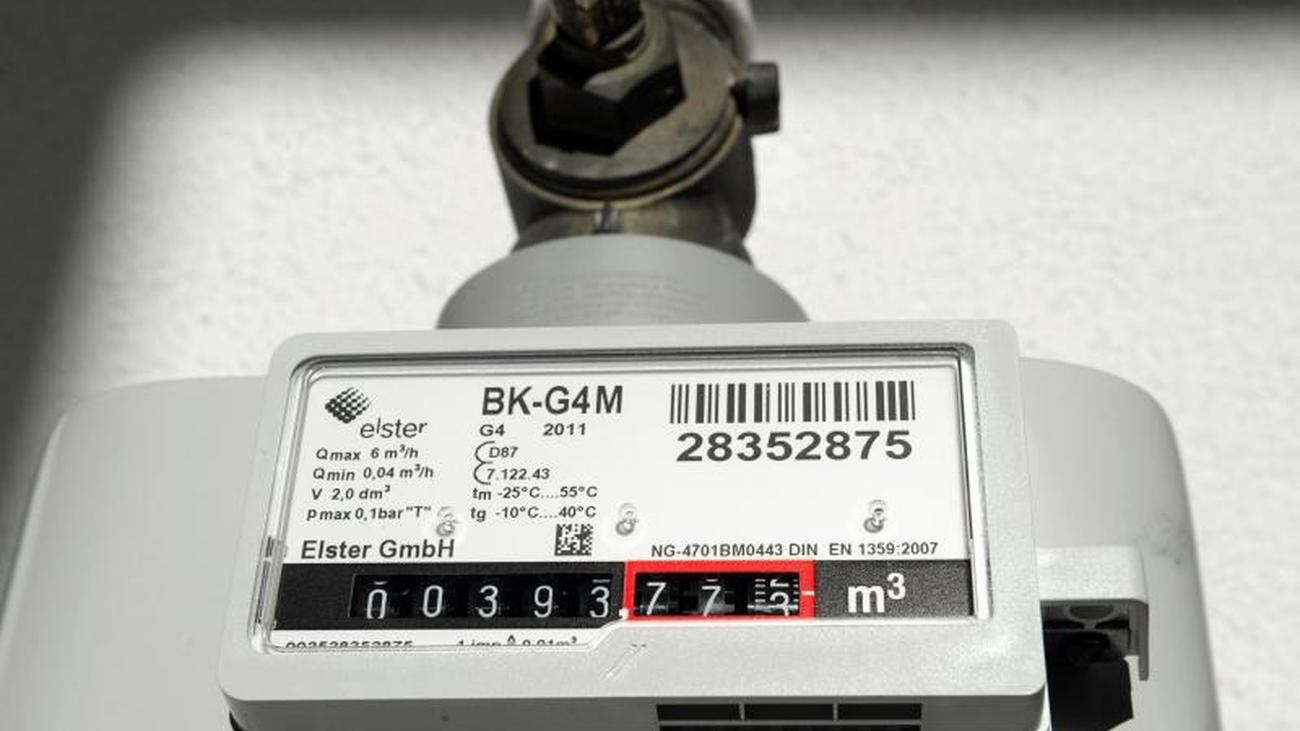 elster
BK-G4M
28352875
G4 2011
Qmax 6 m³/h
D87
Qmin 0,04 m³/h
7.122.43
V 2,0 dm³
tm -25°C....55°C
pmax 0,1bar "T"
tg -10°C....40°C
Elster GmbH
NG-4701BM0443 DIN EN 1359:2007
0 0 3 9 3 , 7 7 m³